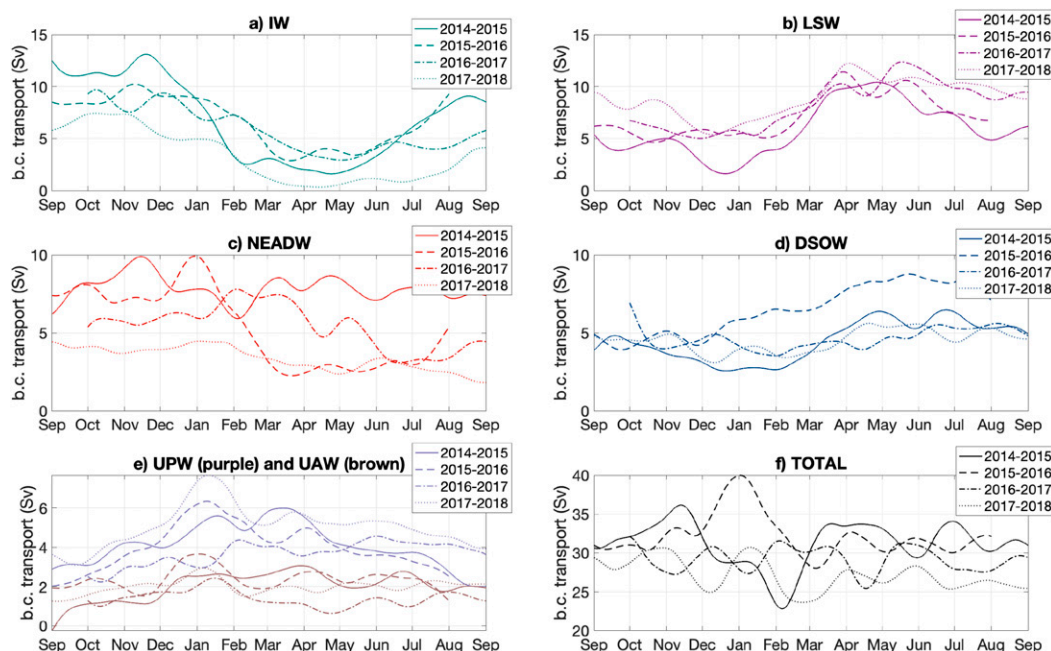 a) IW
b.c. transport (Sv)
15
10
5
0
Sep Oct Nov Dec Jan Feb Mar Apr May Jun Jul Aug Sep
2014-2015
2015-2016
2016-2017
2017-2018
b) LSW
b.c. transport (Sv)
15
10
5
0
Sep Oct Nov Dec Jan Feb Mar Apr May Jun Jul Aug Sep
2014-2015
2015-2016
2016-2017
2017-2018
c) NEADW
b.c. transport (Sv)
10
5
0
Sep Oct Nov Dec Jan Feb Mar Apr May Jun Jul Aug Sep
2014-2015
2015-2016
2016-2017
2017-2018
d) DSOW
b.c. transport (Sv)
10
5
0
Sep Oct Nov Dec Jan Feb Mar Apr May Jun Jul Aug Sep
2014-2015
2015-2016
2016-2017
2017-2018
e) UPW (purple) and UAW (brown)
b.c. transport (Sv)
6
4
2
0
Sep Oct Nov Dec Jan Feb Mar Apr May Jun Jul Aug Sep
2014-2015
2015-2016
2016-2017
2017-2018
f) TOTAL
b.c. transport (Sv)
40
35
30
25
20
Sep Oct Nov Dec Jan Feb Mar Apr May Jun Jul Aug Sep
2014-2015
2015-2016
2016-2017
2017-2018